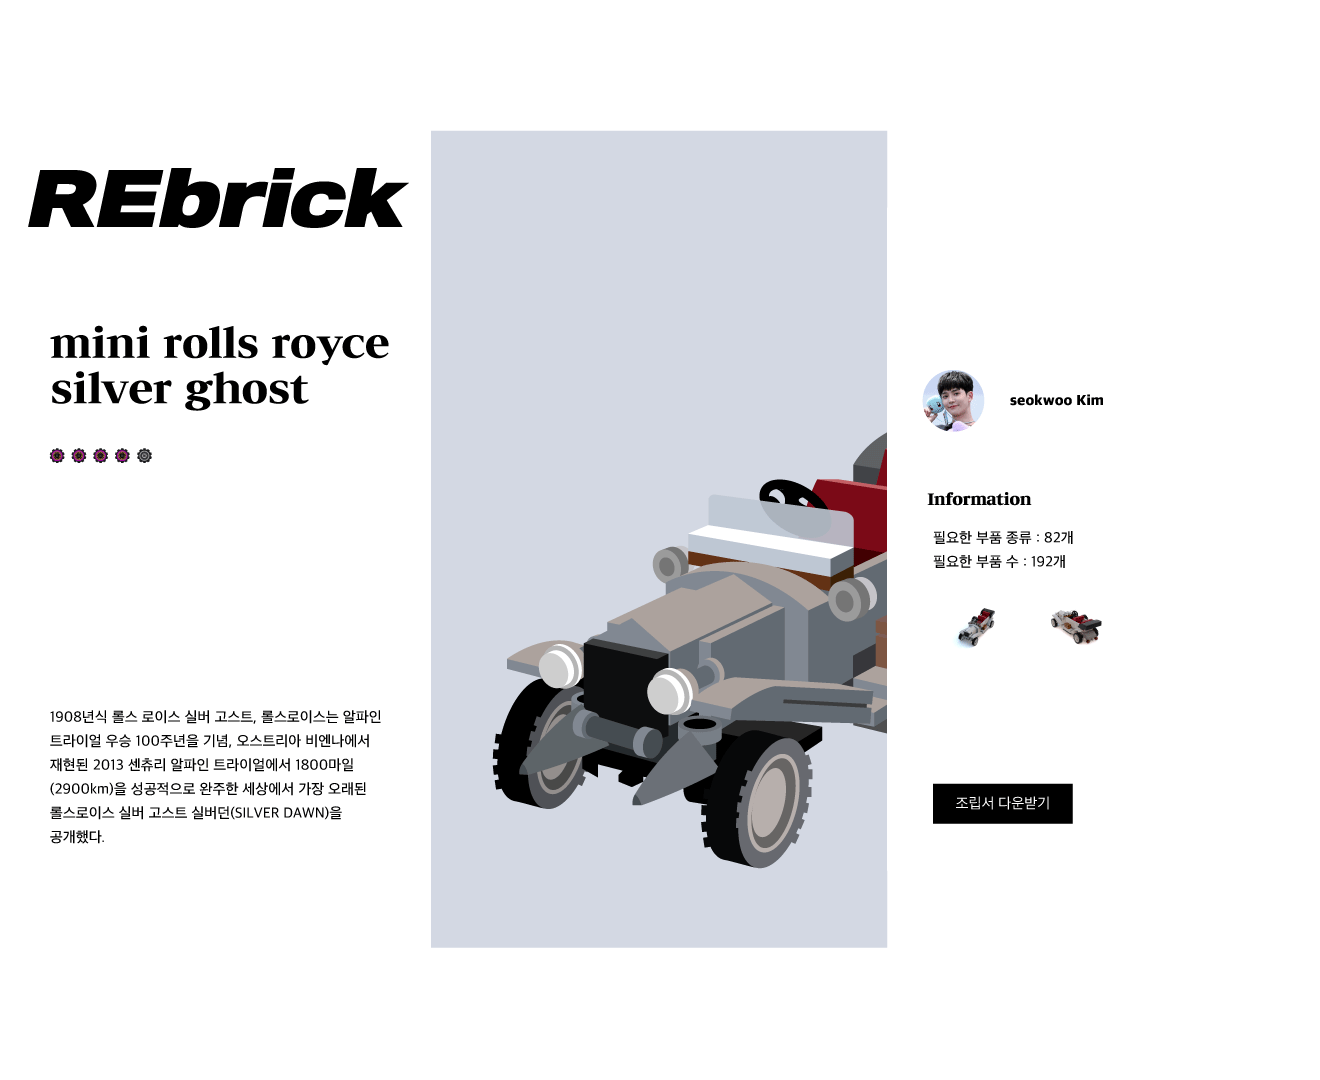 REbrick
mini rolls royce
silver ghost
1908년식 롤스 로이스 실버 고스트, 롤스로이스는 알파인
트라이얼 우승 100주년을 기념, 오스트리아 비엔나에서
재현된 2013 센츄리 알파인 트라이얼에서 1800마일
(2900km)을 성공적으로 완주한 세상에서 가장 오래된
롤스로이스 실버 고스트 실버던(SILVER DAWN)을
공개했다.
seokwoo Kim
Information
필요한 부품 종류 : 82개
필요한 부품 수 : 192개
조립서 다운받기